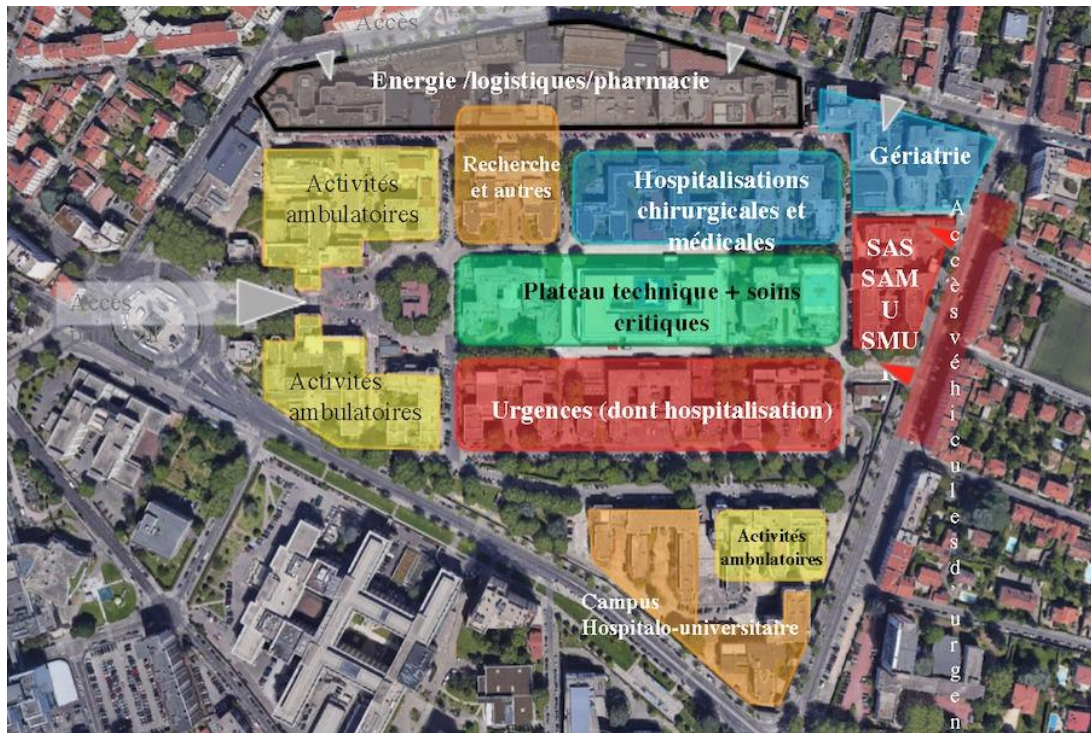 Accès
Energie /logistiques/pharmacie
Recherche
et autres
Activités
ambulatoires
Hospitalisations
chirurgicales et
médicales
Gériatrie
SAS
SAM
U
SMU
Plateau technique + soins
critiques
Accès
Activités
ambulatoires
Urgences (dont hospitalisation)
Accès véhicules d urgen
Activités
ambulatoires
Campus
Hospitalo-universitaire